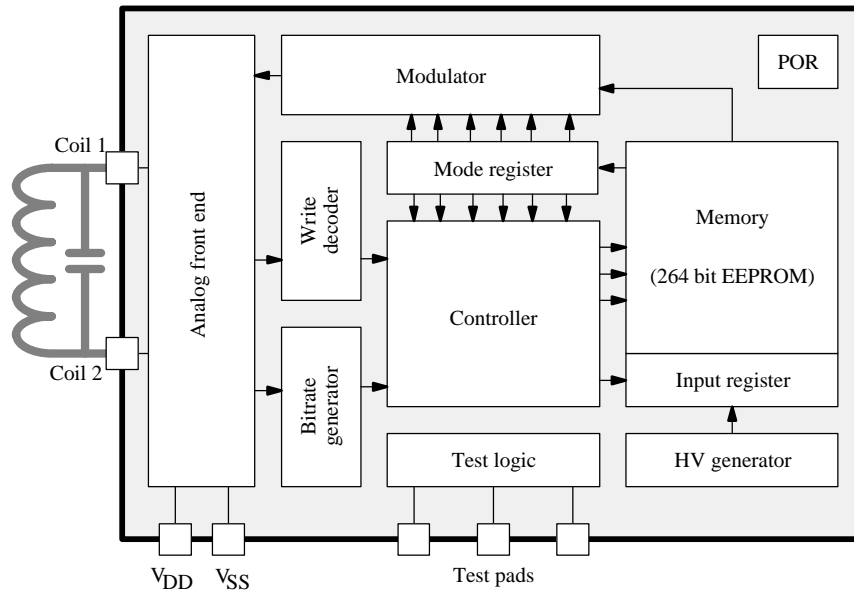 Modulator
POR
Coil 1
Mode register
Analog front end
Write
decoder
Memory
(264 bit EEPROM)
Controller
Coil 2
Bitrate
generator
Input register
Test logic
HV generator
VDD
VSS
Test pads